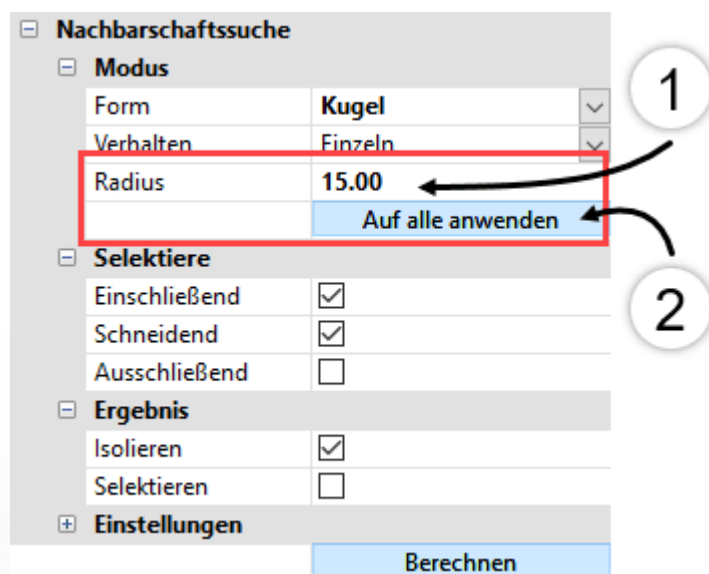 Nachbarschaftssuche
Modus
Form Kugel
1
Verhalten Einzeln
Radius 15.00
Auf alle anwenden
Selektiere
Einschließend
2
Schneidend
Ausschließend
Ergebnis
Isolieren
Selektieren
Einstellungen
Berechnen